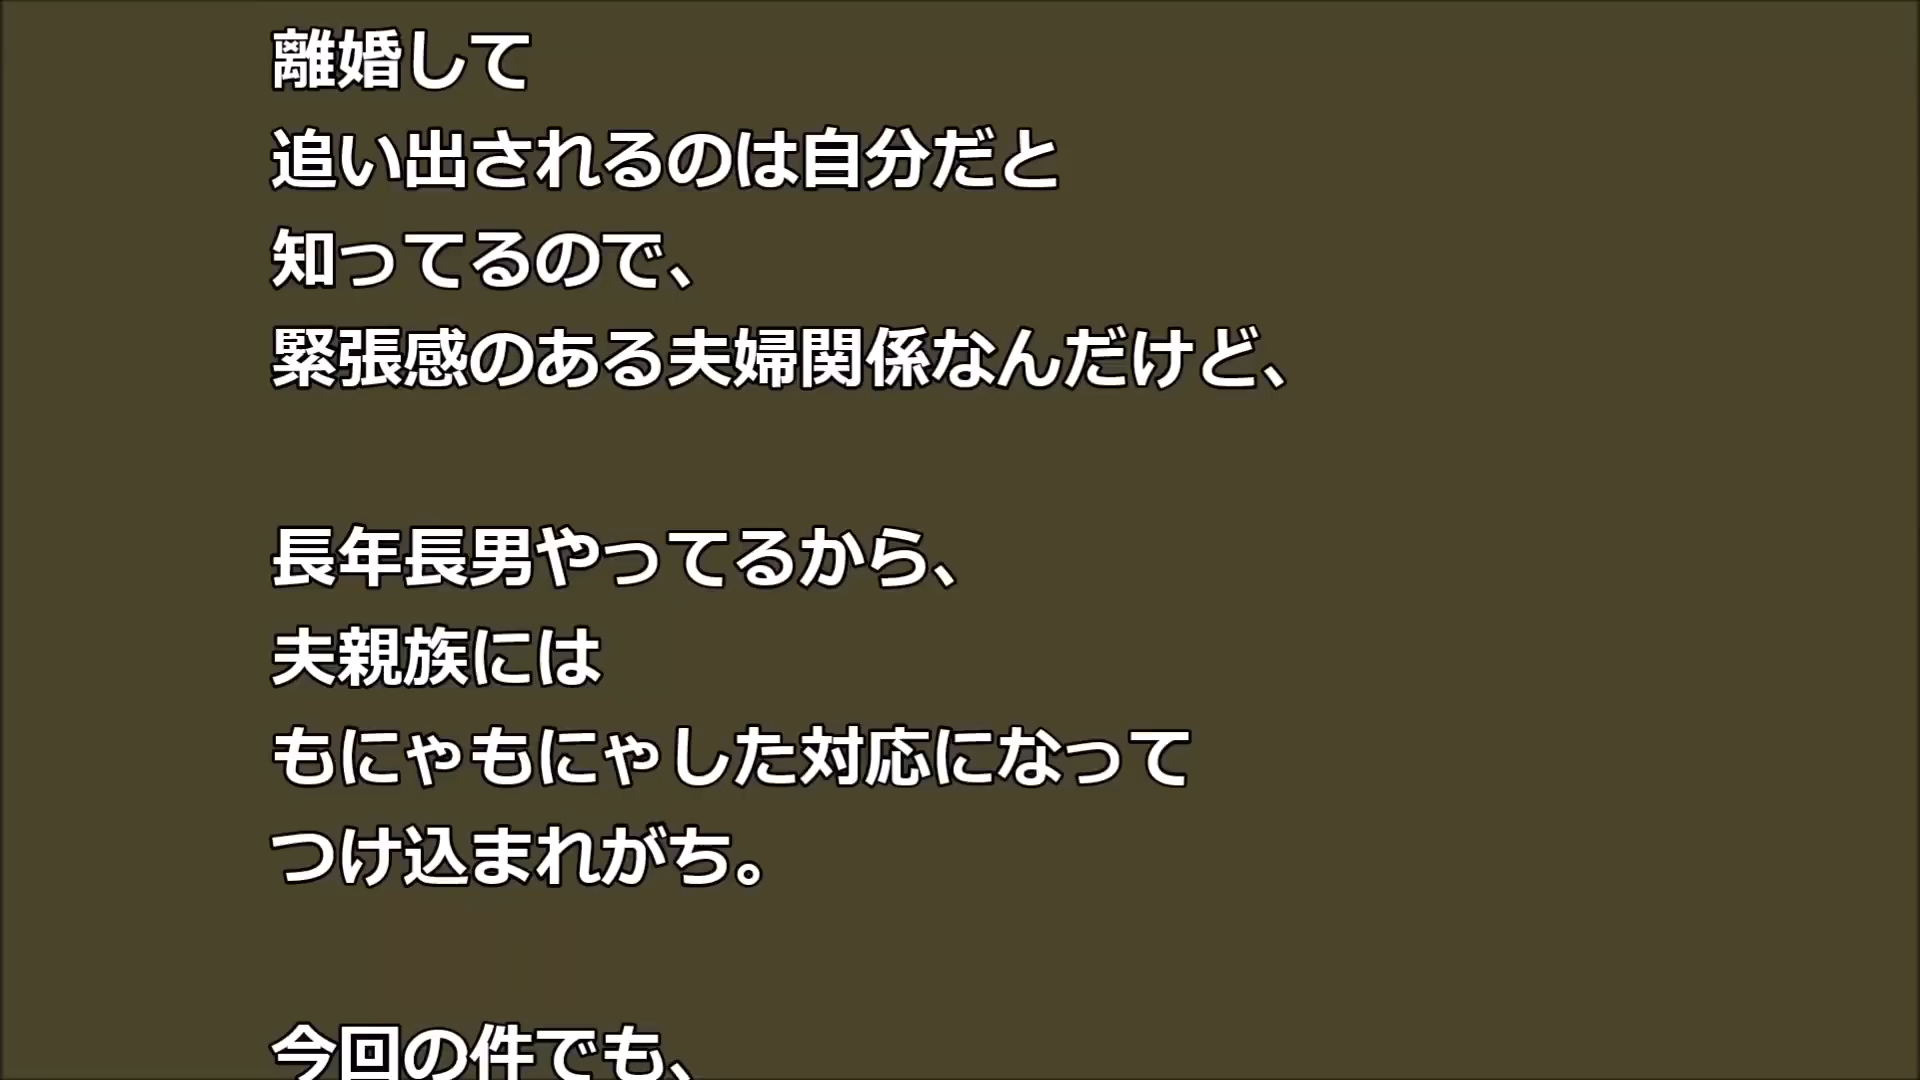 離婚して
追い出されるのは自分だと
知ってるので、
緊張感のある夫婦関係なんだけど、
長年長男やってるから、
夫親族には
もにゃもにゃした対応になって
つけ込まれがち。
今回の件でも、